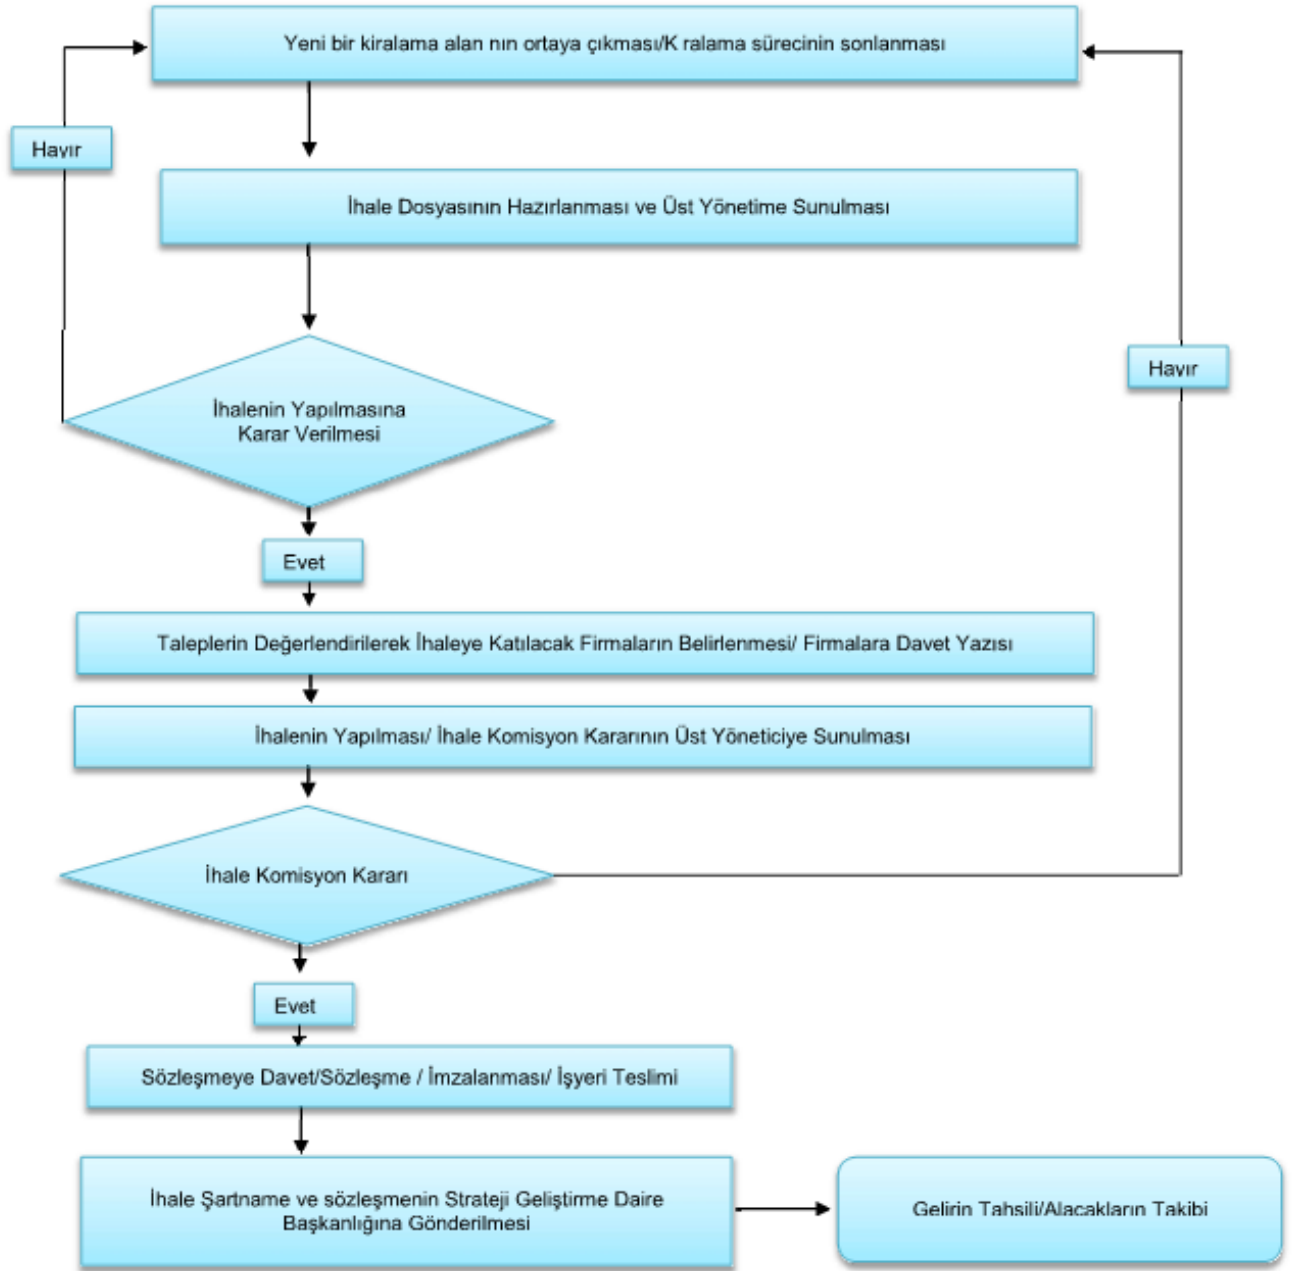 Yeni bir kiralama alan nın ortaya çıkması/K ralama sürecinin sonlanması
Hayır
İhale Dosyasının Hazırlanması ve Üst Yönetime Sunulması
İhalenin Yapılmasına
Karar Verilmesi
Hayır
Evet
Taleplerin Değerlendirilerek İhaleye Katılacak Firmaların Belirlenmesi/ Firmalara Davet Yazısı
İhalenin Yapılması/ İhale Komisyon Kararının Üst Yöneticiye Sunulması
İhale Komisyon Kararı
Evet
Sözleşmeye Davet/Sözleşme / İmzalanması/ İşyeri Teslimi
İhale Şartname ve sözleşmenin Strateji Geliştirme Daire
Başkanlığına Gönderilmesi
Gelirin Tahsili/Alacakların Takibi